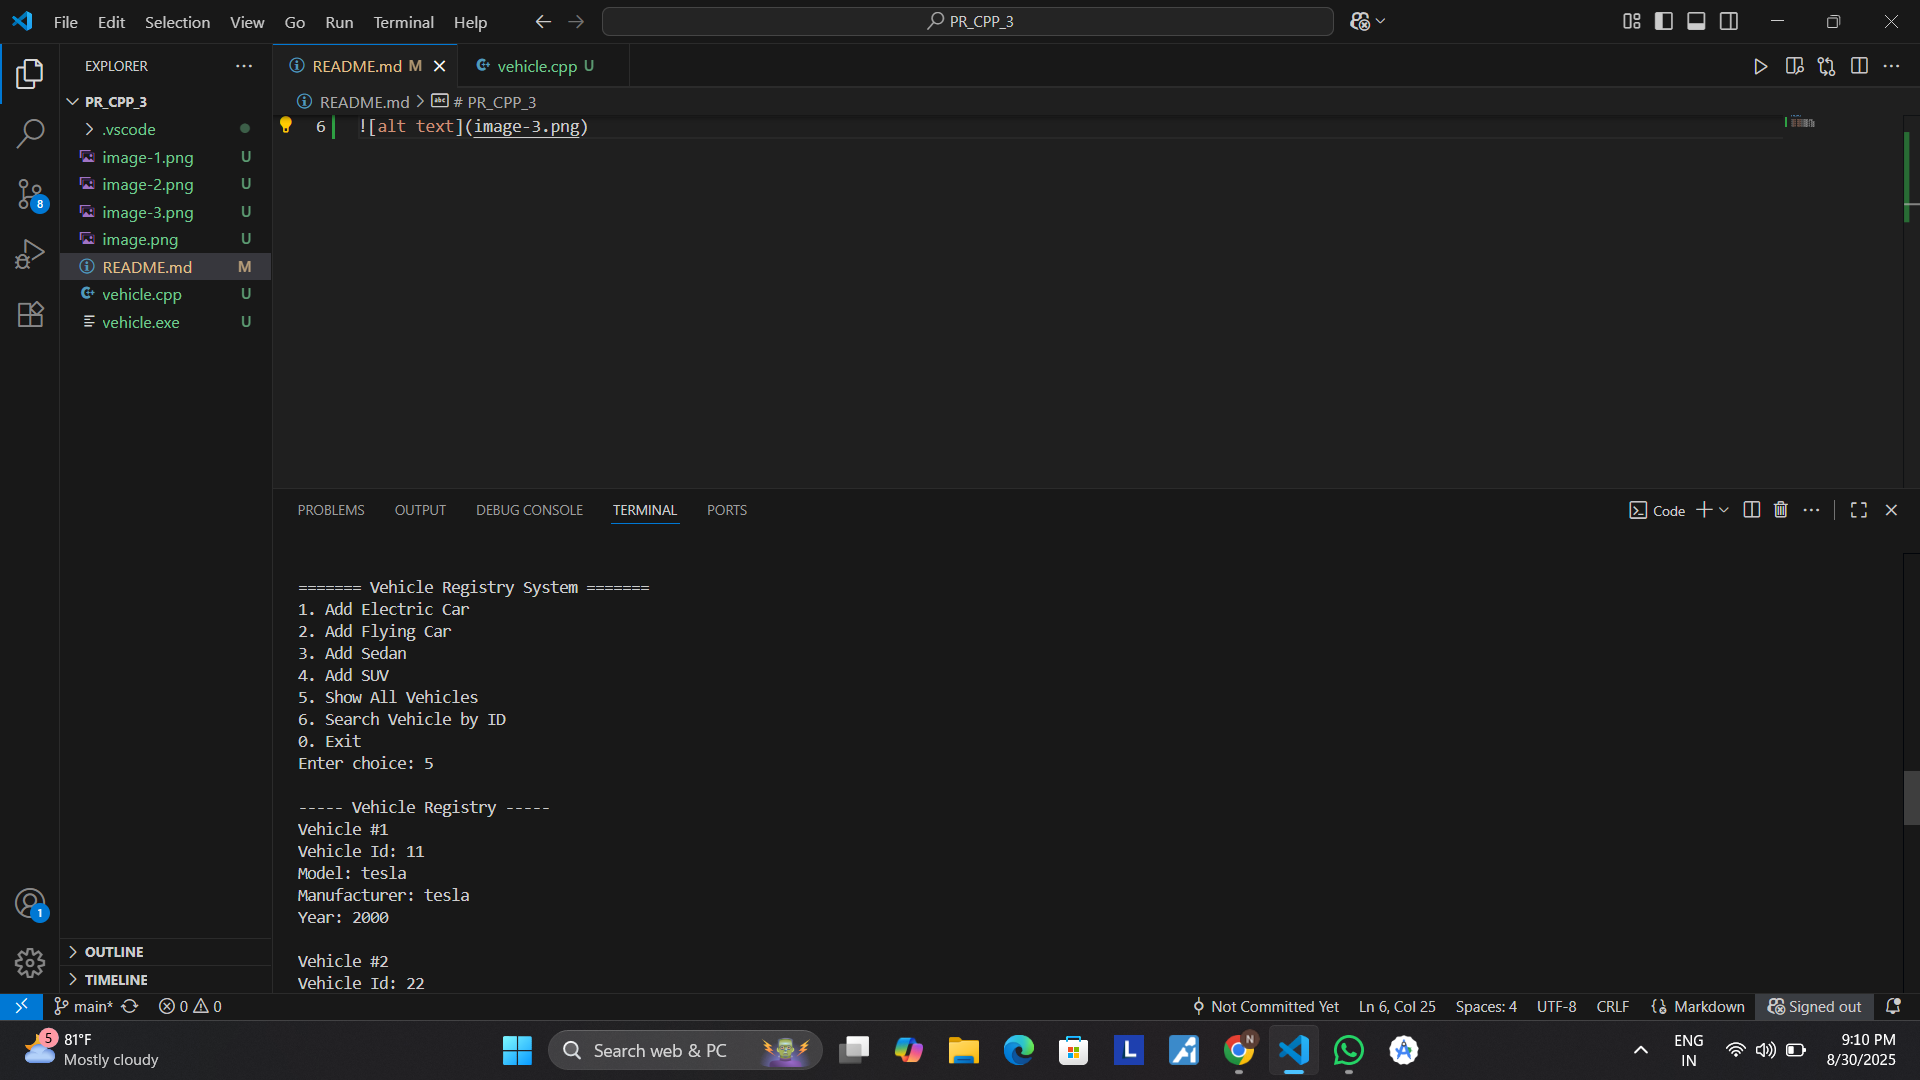 File Edit Selection View Go Run Terminal Help
PR_CPP_3
EXPLORER
PR_CPP_3
.vscode
image-1.png U
image-2.png U
image-3.png U
image.png U
README.md M
vehicle.cpp U
vehicle.exe U
OUTLINE
TIMELINE
8
1
README.md M
vehicle.cpp U
README.md > # PR_CPP_3
6 ![alt text](image-3.png)
PROBLEMS OUTPUT DEBUG CONSOLE TERMINAL PORTS
Code
======= Vehicle Registry System =======
1. Add Electric Car
2. Add Flying Car
3. Add Sedan
4. Add SUV
5. Show All Vehicles
6. Search Vehicle by ID
0. Exit
Enter choice: 5
----- Vehicle Registry -----
Vehicle #1
Vehicle Id: 11
Model: tesla
Manufacturer: tesla
Year: 2000
Vehicle #2
Vehicle Id: 22
main* 0 0 Not Committed Yet Ln 6, Col 25 Spaces: 4 UTF-8 CRLF Markdown Signed out
5
81°F
Mostly cloudy
Search web & PC
L
N
ENG
IN
9:10 PM
8/30/2025